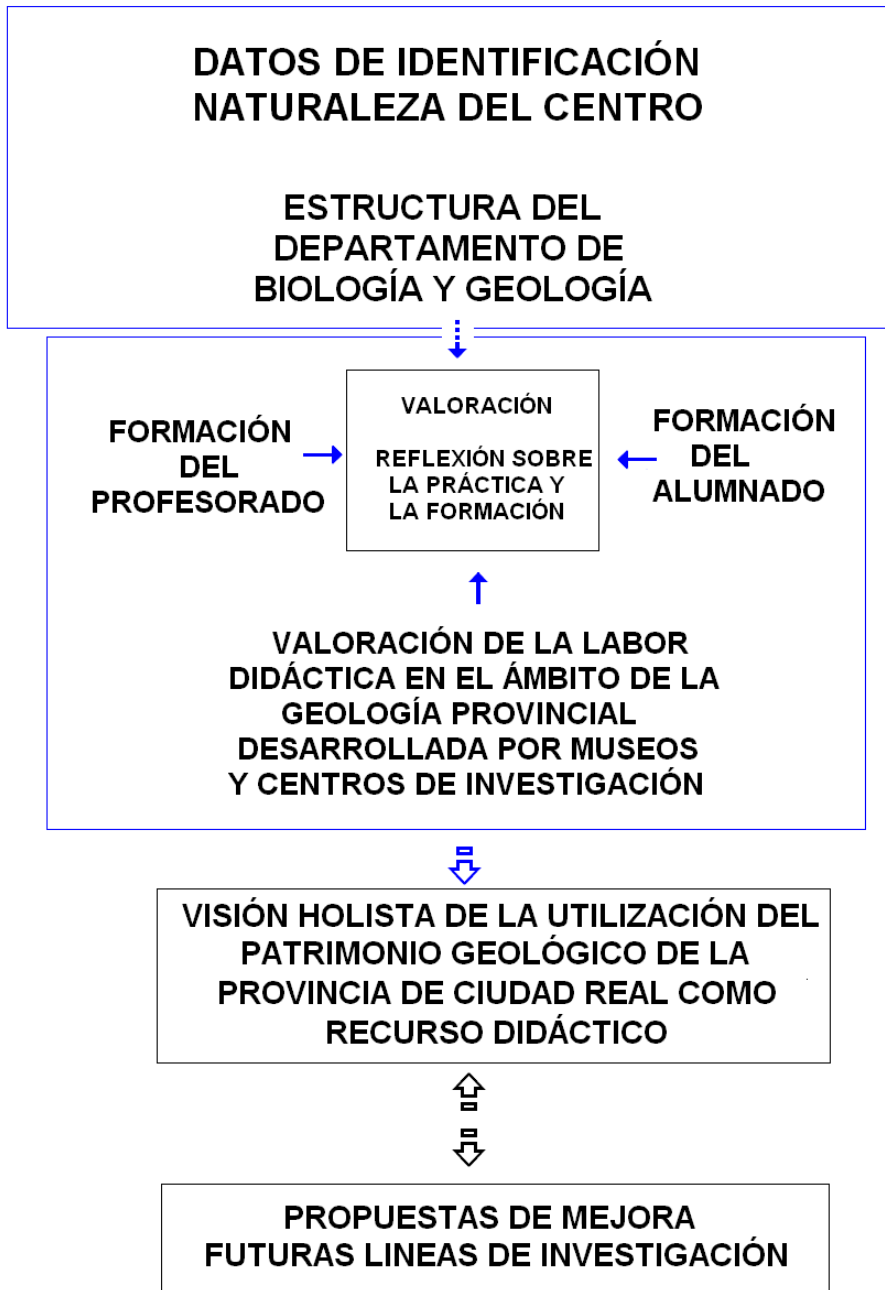 DATOS DE IDENTIFICACIÓN
NATURALEZA DEL CENTRO
ESTRUCTURA DEL
DEPARTAMENTO DE
BIOLOGÍA Y GEOLOGÍA
FORMACIÓN
DEL
PROFESORADO
VALORACIÓN
REFLEXIÓN SOBRE
LA PRÁCTICA Y
LA FORMACIÓN
FORMACIÓN
DEL
ALUMNADO
VALORACIÓN DE LA LABOR
DIDÁCTICA EN EL ÁMBITO DE LA
GEOLOGÍA PROVINCIAL
DESARROLLADA POR MUSEOS
Y CENTROS DE INVESTIGACIÓN
VISIÓN HOLISTA DE LA UTILIZACIÓN DEL
PATRIMONIO GEOLÓGICO DE LA
PROVINCIA DE CIUDAD REAL COMO
RECURSO DIDÁCTICO
PROPUESTAS DE MEJORA
FUTURAS LINEAS DE INVESTIGACIÓN